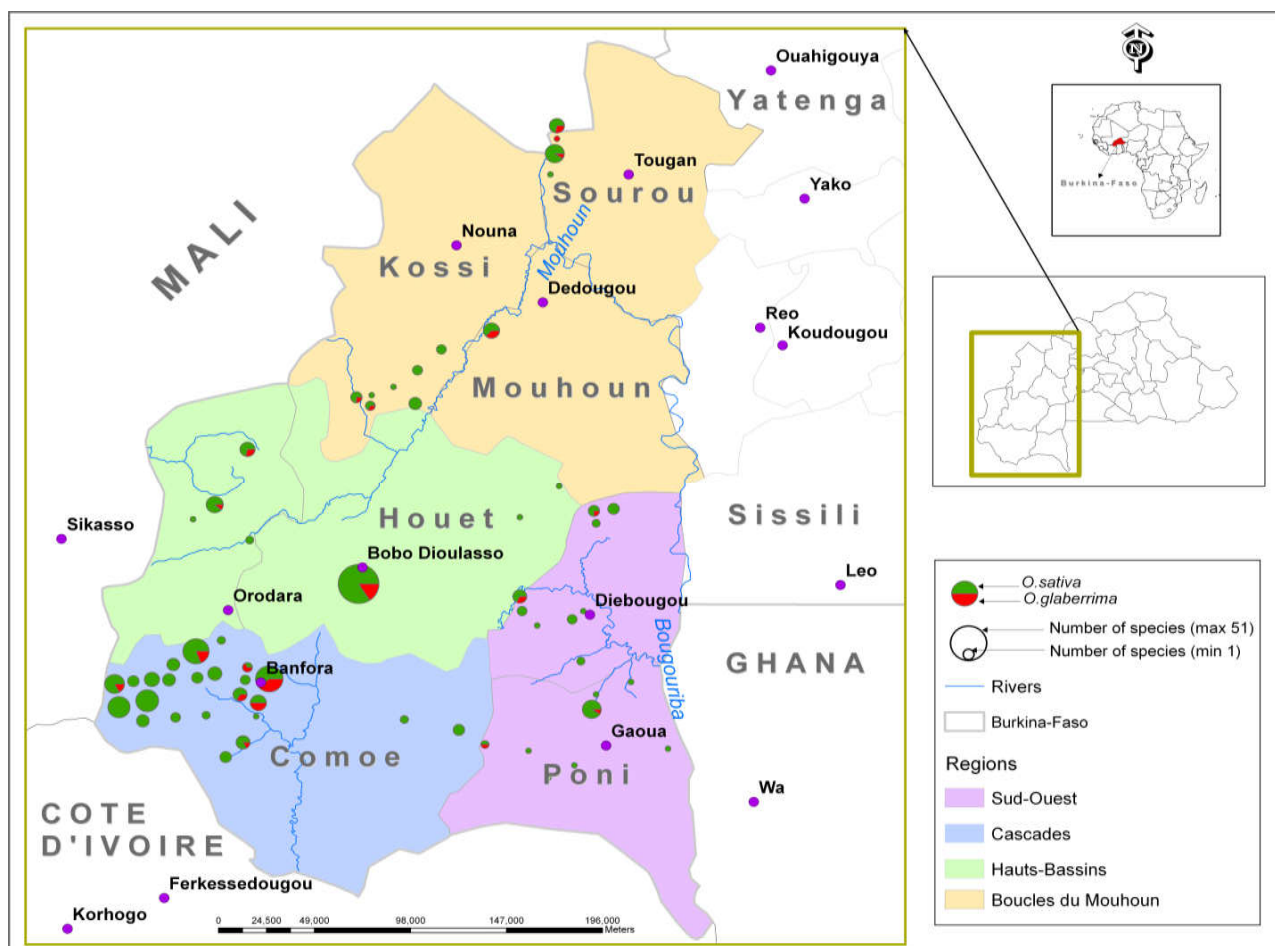 Ouahigouya
Yatenga
Tougan
Sourou
Yako
MALI
Nouna
Kossi
Mouhoun
Dedougou
Reo
Koudougou
Mouhoun
Sikasso
Houet
Sissili
Bobo Dioulasso
Leo
Orodara
Diebougou
Bougouriba
GHANA
Banfora
Gaoua
Comoe
Poni
Wa
COTE
D'IVOIRE
Ferkessedougou
Korhogo
0 24,500 49,000 98,000 147,000 196,000
Meters
N
Burkina-Faso
O.sativa
O.glaberrima
Number of species (max 51)
Number of species (min 1)
Rivers
Burkina-Faso
Regions
Sud-Ouest
Cascades
Hauts-Bassins
Boucles du Mouhoun